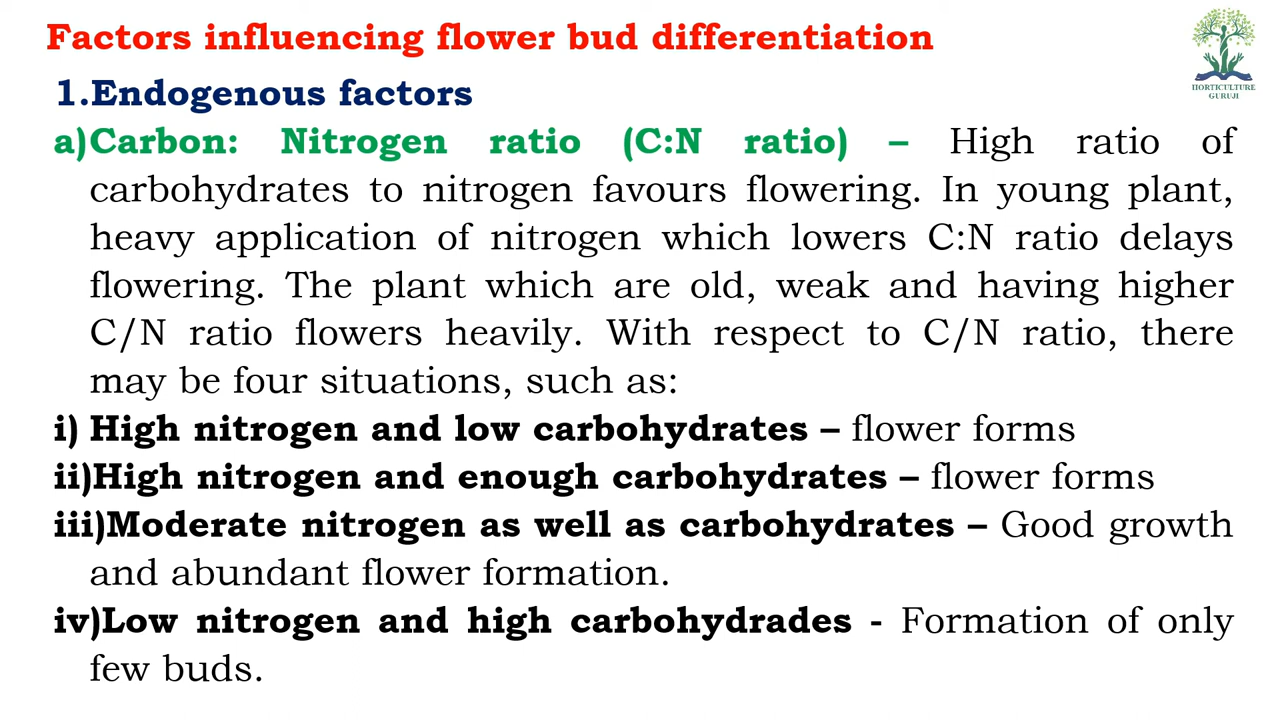 Factors influencing flower bud differentiation
HORTICULTURE
GURUJI
1.Endogenous factors
a)Carbon: Nitrogen ratio (C:N ratio) – High ratio of
carbohydrates to nitrogen favours flowering. In young plant,
heavy application of nitrogen which lowers C:N ratio delays
flowering. The plant which are old, weak and having higher
C/N ratio flowers heavily. With respect to C/N ratio, there
may be four situations, such as:
i) High nitrogen and low carbohydrates – flower forms
ii)High nitrogen and enough carbohydrates – flower forms
iii)Moderate nitrogen as well as carbohydrates – Good growth
and abundant flower formation.
iv)Low nitrogen and high carbohydrades - Formation of only
few buds.